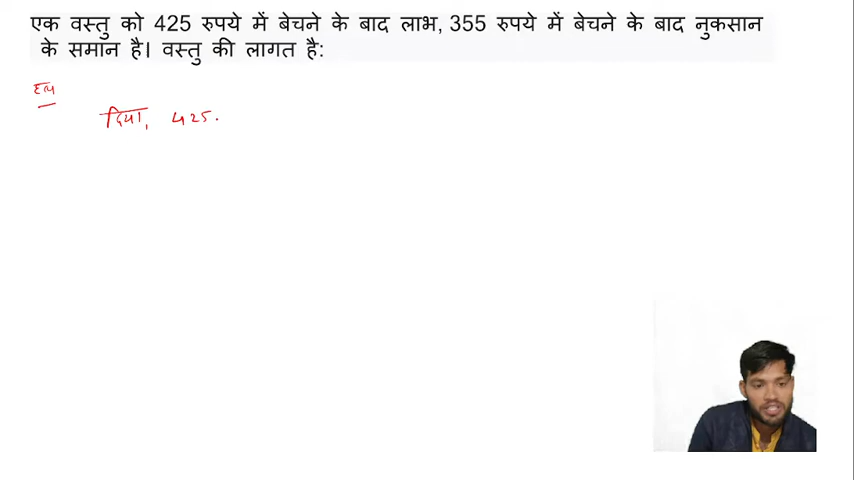 एक वस्तु को 425 रुपये में बेचने के बाद लाभ, 355 रुपये में बेचने के बाद नुकसान
के समान है। वस्तु की लागत है:
हल
दिया, 425.